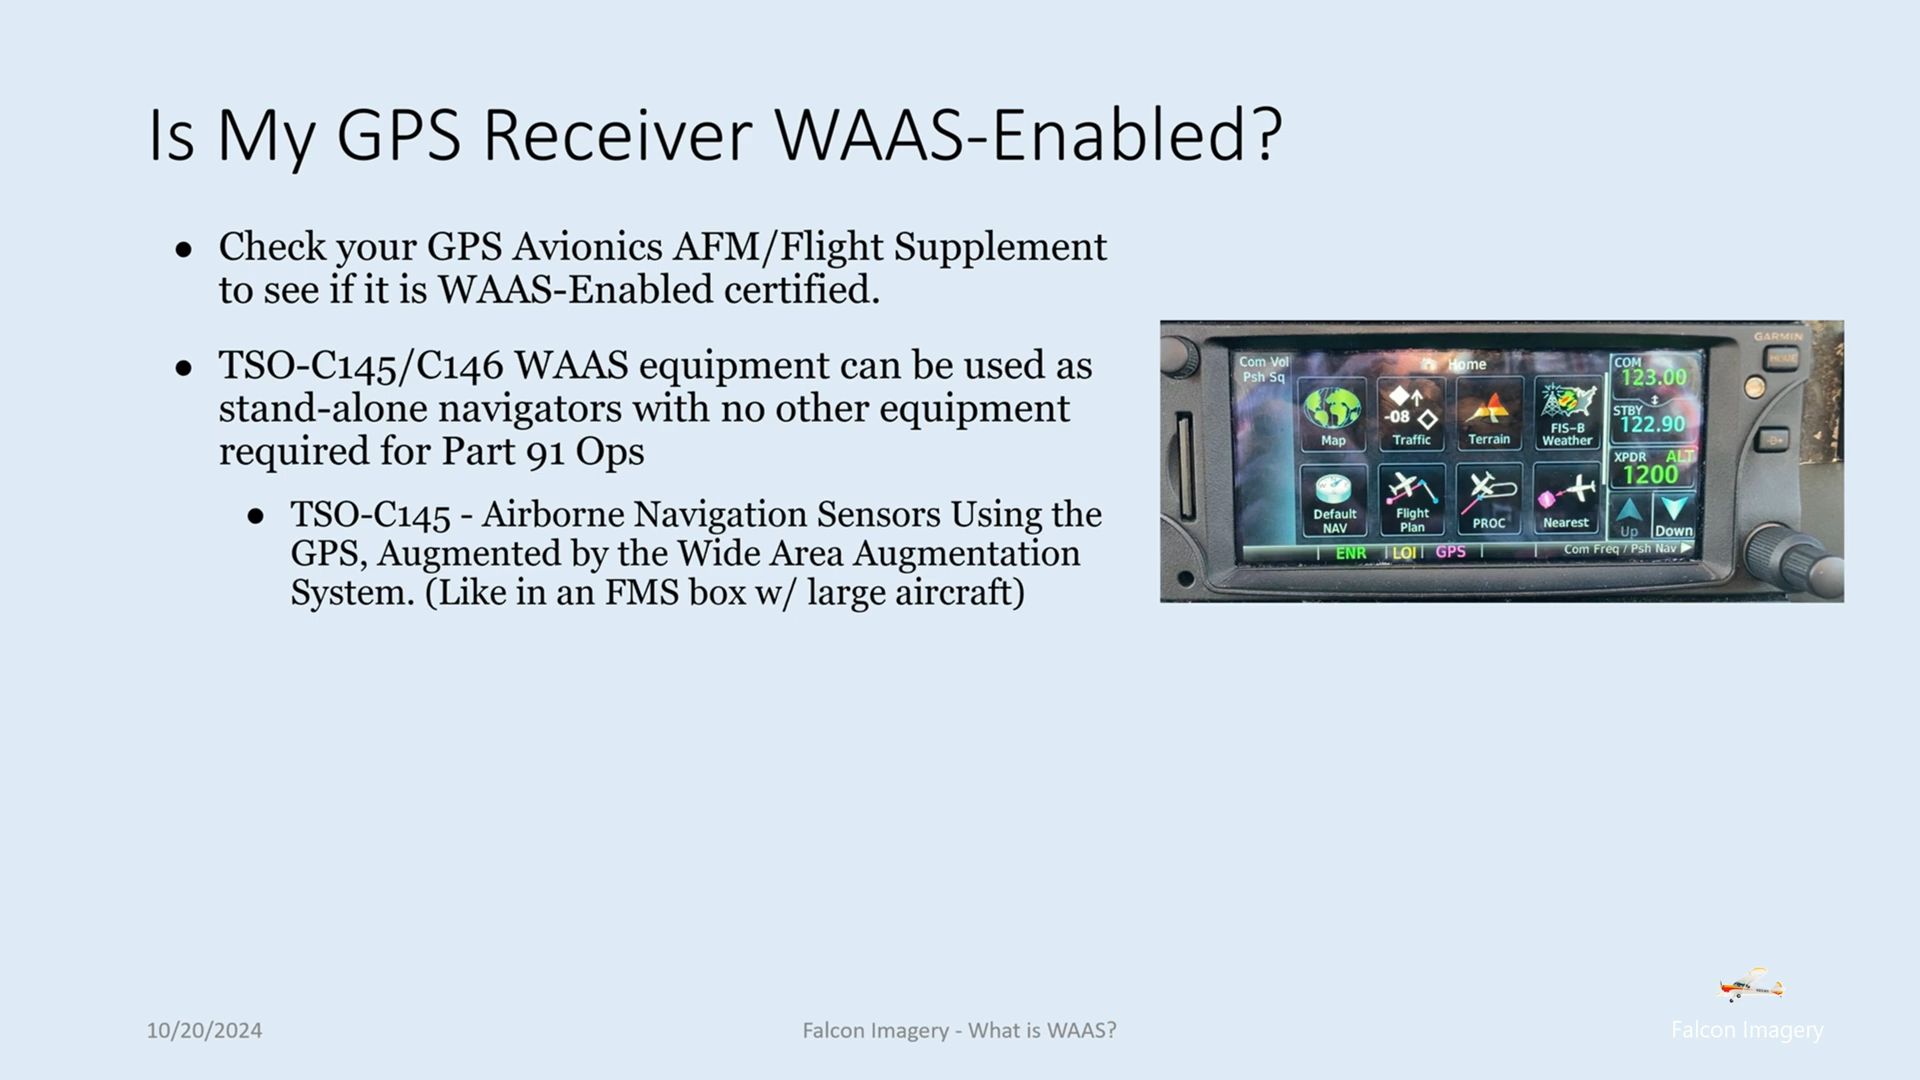 Is My GPS Receiver WAAS-Enabled?
• Check your GPS Avionics AFM/Flight Supplement
to see if it is WAAS-Enabled certified.
• TSO-C145/C146 WAAS equipment can be used as
stand-alone navigators with no other equipment
required for Part 91 Ops
• TSO-C145 - Airborne Navigation Sensors Using the
GPS, Augmented by the Wide Area Augmentation
System. (Like in an FMS box w/ large aircraft)
GARMIN
Com Vol
Psh Sq
Home
COM
123.00
STBY
122.90
XPDR ALT
1200
Map
-08
Traffic
Terrain
FIS-B
Weather
Default
NAV
Flight
Plan
PROC
Nearest
Up
Down
ENR LOI GPS
Com Freq / Psh Nav
10/20/2024
Falcon Imagery - What is WAAS?
Falcon Imagery